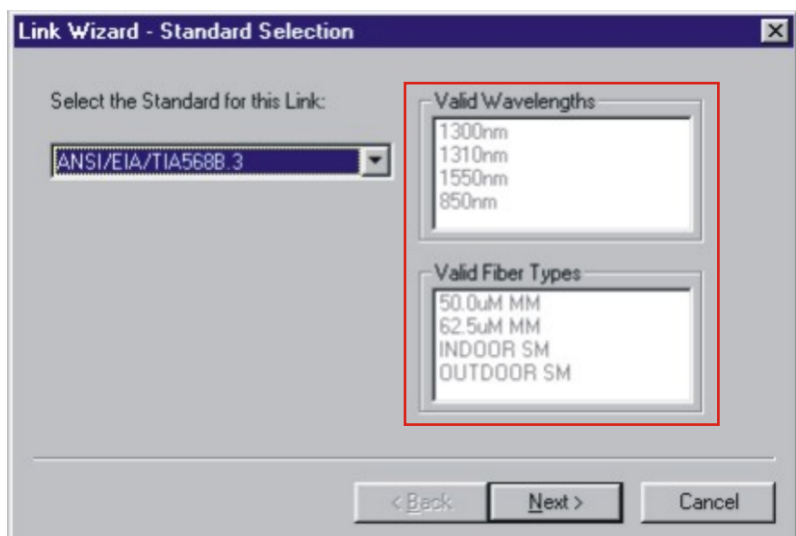 Link Wizard - Standard Selection
Select the Standard for this Link:
ANSI/EIA/TIA568B.3
Valid Wavelengths
1300nm
1310nm
1550nm
850nm
Valid Fiber Types
50.0uM MM
62.5uM MM
INDOOR SM
OUTDOOR SM
< Back
Next >
Cancel